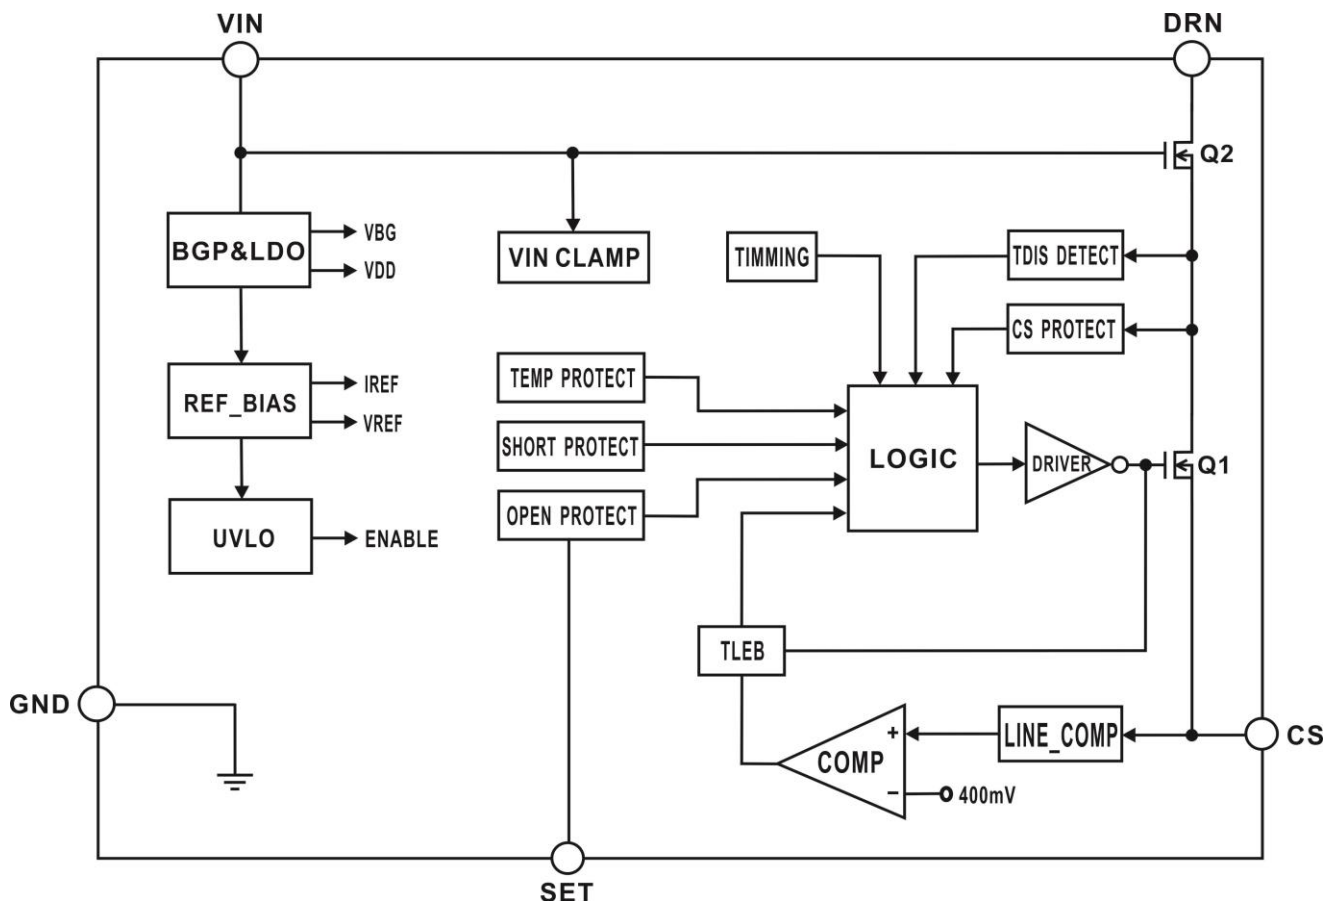 VIN
DRN
Q2
BGP&LDO
VBG
VDD
VIN CLAMP
TIMMING
TDIS DETECT
CS PROTECT
TEMP PROTECT
REF_BIAS
IREF
VREF
SHORT PROTECT
LOGIC
DRIVER
Q1
OPEN PROTECT
UVLO
ENABLE
TLEB
GND
+
LINE_COMP
CS
COMP
−
400mV
SET